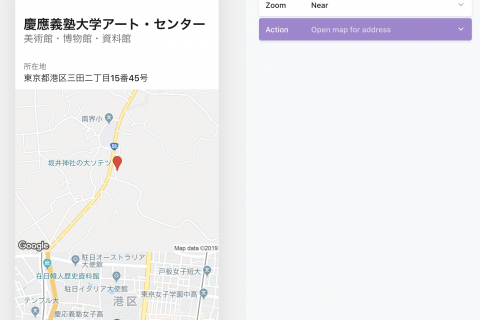 慶應義塾大学アート・センター
美術館・博物館・資料館
所在地
東京都港区三田二丁目15番45号
南界小
坂井神社の大ソテツ
Google
Map data ©2019
駐日オーストラリア
大使館
戸板女子短大
在日韓人歴史資料館
駐日イタリア大使館
東京女子学園中高
港区
テンプル大
慶応義塾女子高
Zoom Near
Action Open map for address